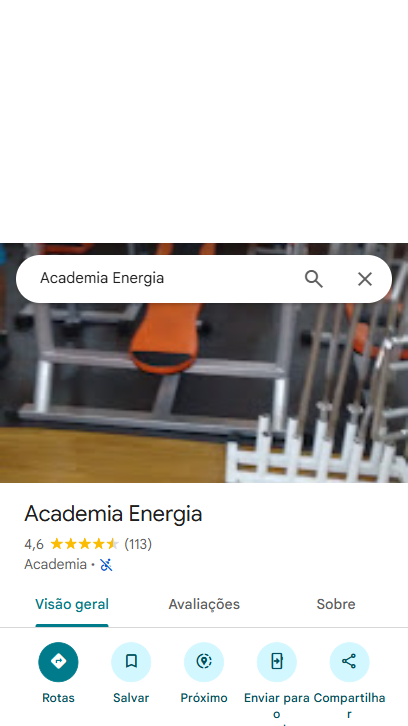 Academia Energia
Academia Energia
4,6 (113)
Academia ·
Visão geral Avaliações Sobre
Rotas Salvar Próximo Enviar para o Compartilhar